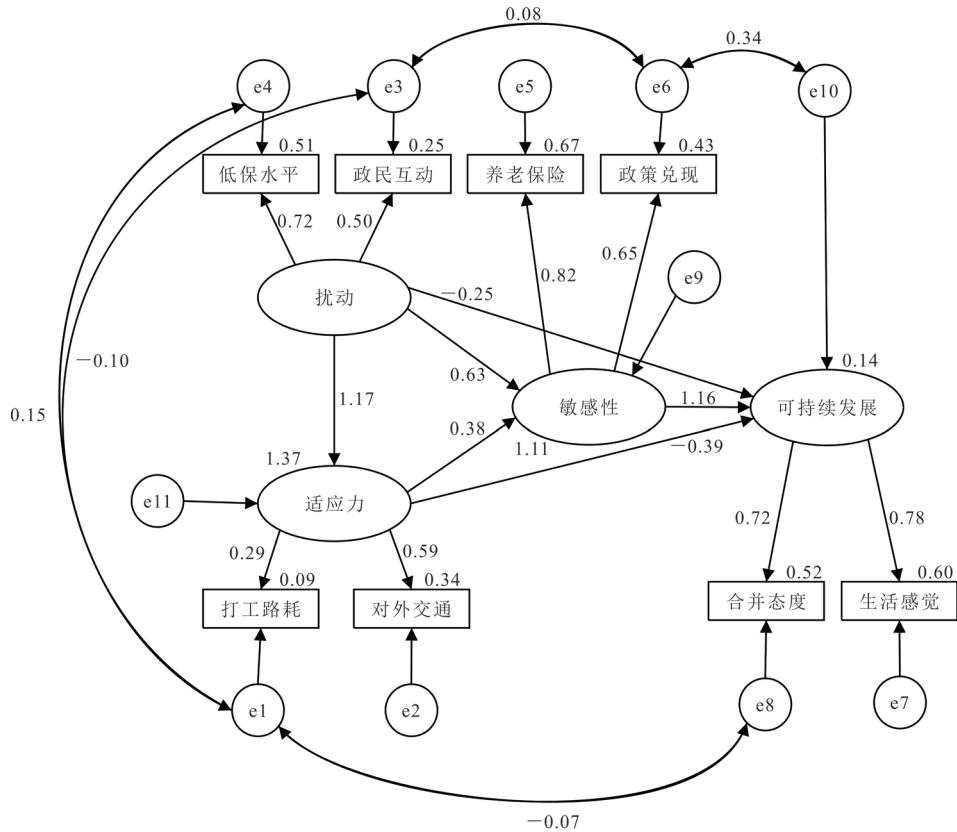 0.08
0.34
e4
e3
e5
e6
e10
0.51
0.25
0.67
0.43
低保水平
政民互动
养老保险
政策兑现
0.72
0.50
0.82
0.65
e9
扰动
－0.25
－0.10
0.63
0.14
0.15
1.17
敏感性
1.16
可持续发展
0.38
1.11
－0.39
1.37
e11
适应力
0.29
0.59
0.72
0.78
0.09
0.34
0.52
0.60
打工路耗
对外交通
合并态度
生活感觉
e1
e2
e8
e7
－0.07